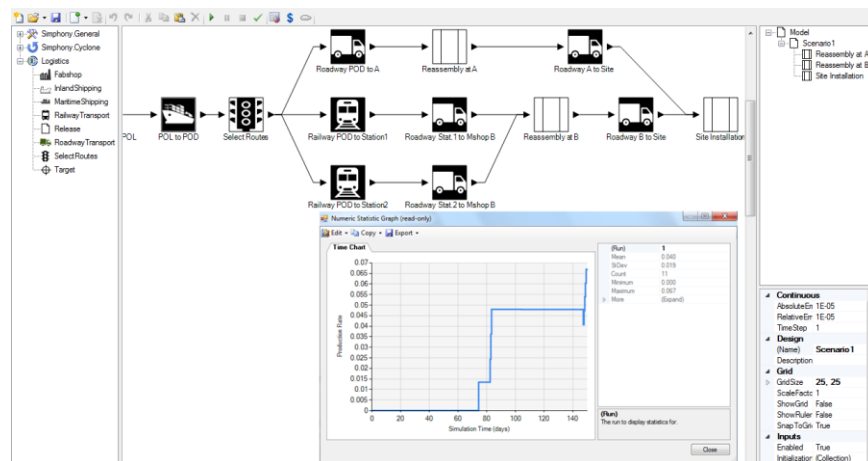 Simphony.General
Simphony.Cyclone
Logistics
Fabshop
InlandShipping
MaritimeShipping
RailwayTransport
Release
RoadwayTransport
SelectRoutes
Target
POL
POL to POD
Select Routes
Roadway POD to A
Reassembly at A
Roadway A to Site
Railway POD to Station1
Roadway Stat.1 to Mshop B
Reassembly at B
Roadway B to Site
Site Installation
Railway POD to Station2
Roadway Stat.2 to Mshop B
Numeric Statistic Graph (read-only)
Edit
Copy
Export
Time Chart
0.07
0.065
0.06
0.055
0.05
0.045
0.04
0.035
0.03
0.025
0.02
0.015
0.01
0.005
0
Production Rate
0 20 40 60 80 100 120 140
Simulation Time (days)
(Run) 1
Mean 0.040
StDev 0.019
Count 11
Minimum 0.000
Maximum 0.067
More (Expand)
(Run)
The run to display statistics for.
Close
Model
Scenario1
Reassembly at A
Reassembly at B
Site Installation
Continuous
AbsoluteErr 1E-05
RelativeErr 1E-05
TimeStep 1
Design
(Name) Scenario1
Description
Grid
GridSize 25, 25
ScaleFacto 1
ShowGrid False
ShowRuler False
SnapToGri True
Inputs
Enabled True
Initialization (Collection)